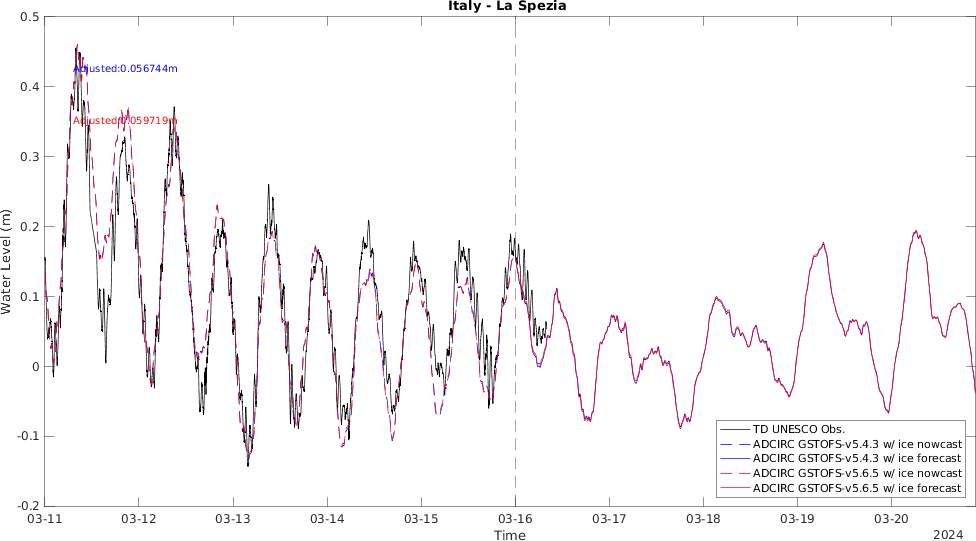 Italy - La Spezia
0.5
0.4
0.3
0.2
0.1
0
-0.1
-0.2
Water Level (m)
Adjusted:0.056744m
Adjusted:0.059719m
TD UNESCO Obs.
ADCIRC GSTOFS-v5.4.3 w/ ice nowcast
ADCIRC GSTOFS-v5.4.3 w/ ice forecast
ADCIRC GSTOFS-v5.6.5 w/ ice nowcast
ADCIRC GSTOFS-v5.6.5 w/ ice forecast
03-11 03-12 03-13 03-14 03-15 03-16 03-17 03-18 03-19 03-20
Time
2024